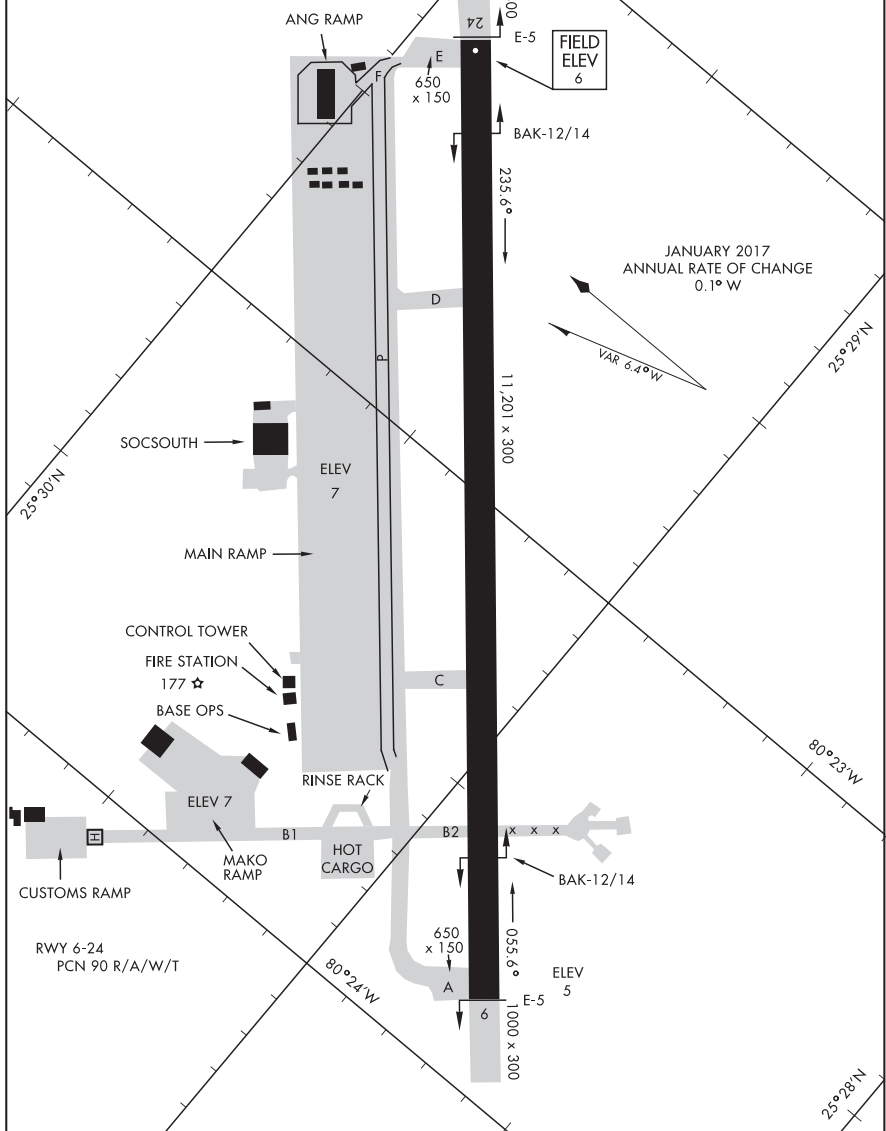 ANG RAMP
00
24
E-5
FIELD
ELEV
6
E
F
650
x 150
BAK-12/14
235.6°
JANUARY 2017
ANNUAL RATE OF CHANGE
0.1° W
VAR 6.4° W
25°29'N
D
P
11,201 x 300
SOCSOUTH
ELEV
7
25°30'N
MAIN RAMP
CONTROL TOWER
FIRE STATION
177
BASE OPS
C
80°23'W
RINSE RACK
ELEV 7
B1
B2
x x x
H
HOT
CARGO
MAKO
RAMP
CUSTOMS RAMP
BAK-12/14
RWY 6-24
PCN 90 R/A/W/T
650
x 150
055.6°
ELEV
5
80°24'W
A
E-5
6
1000 x 300
25°28'N